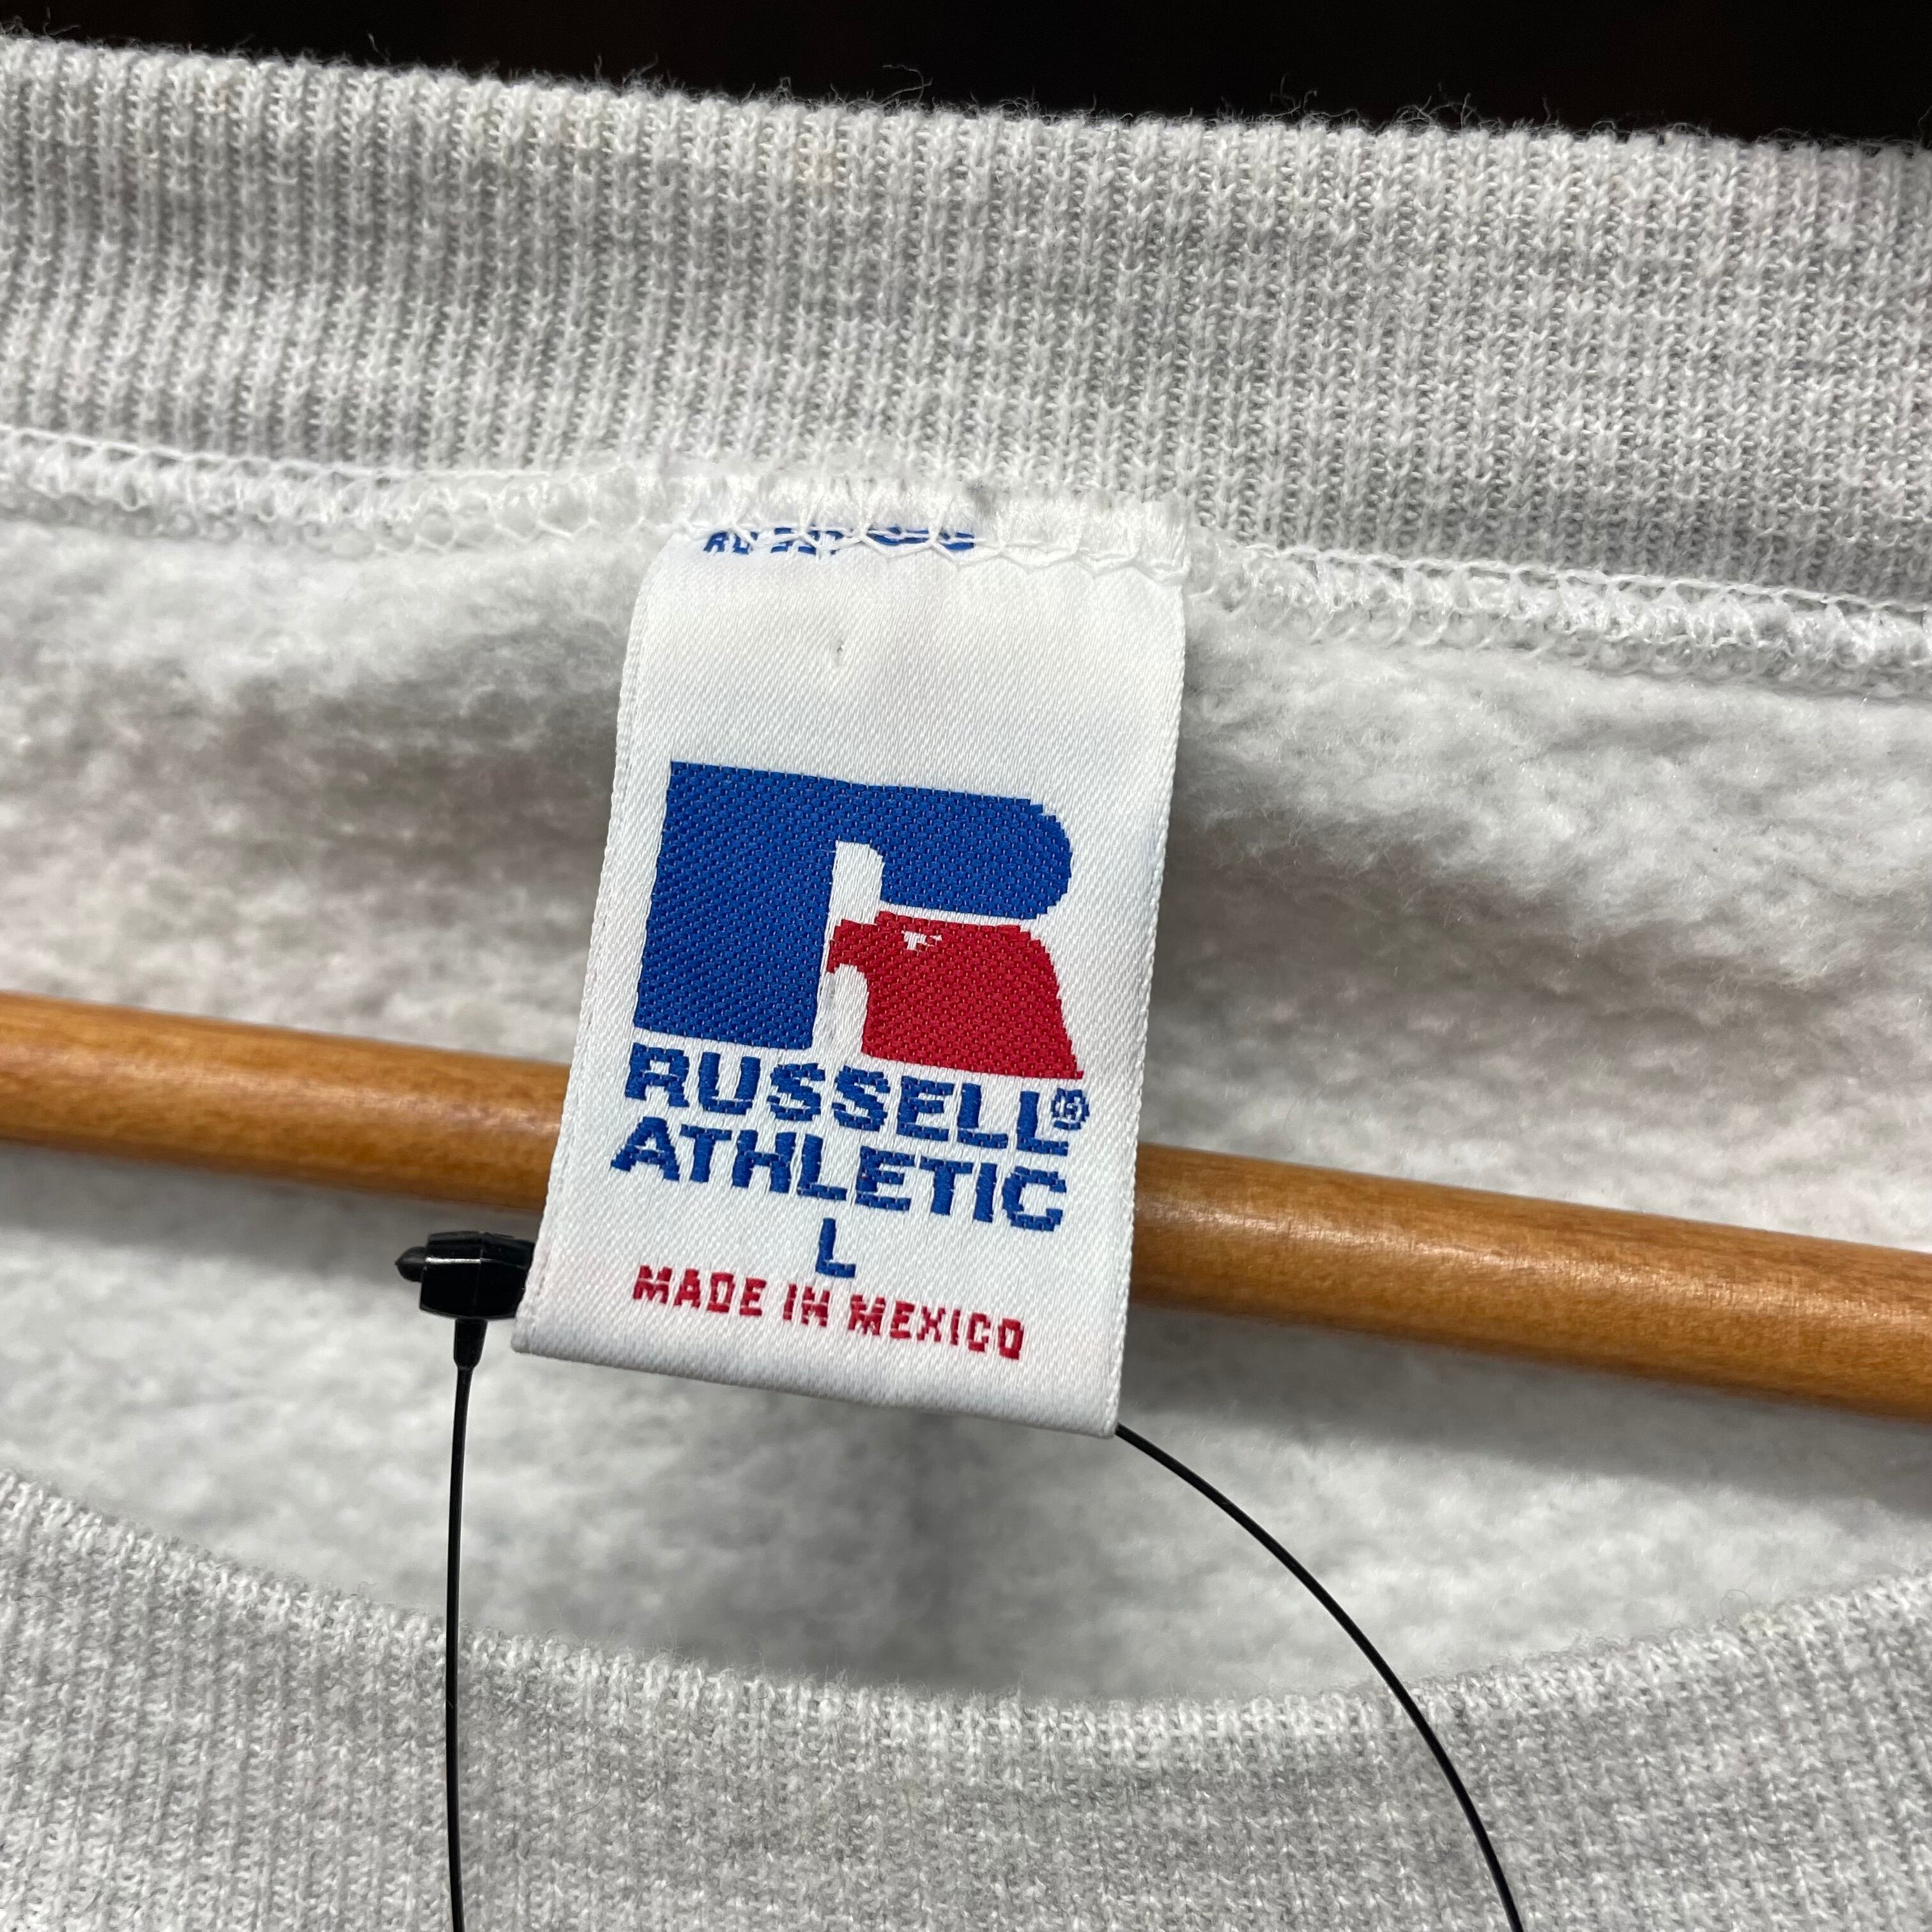 RUSSELL®
ATHLETIC
L
MADE IN MEXICO